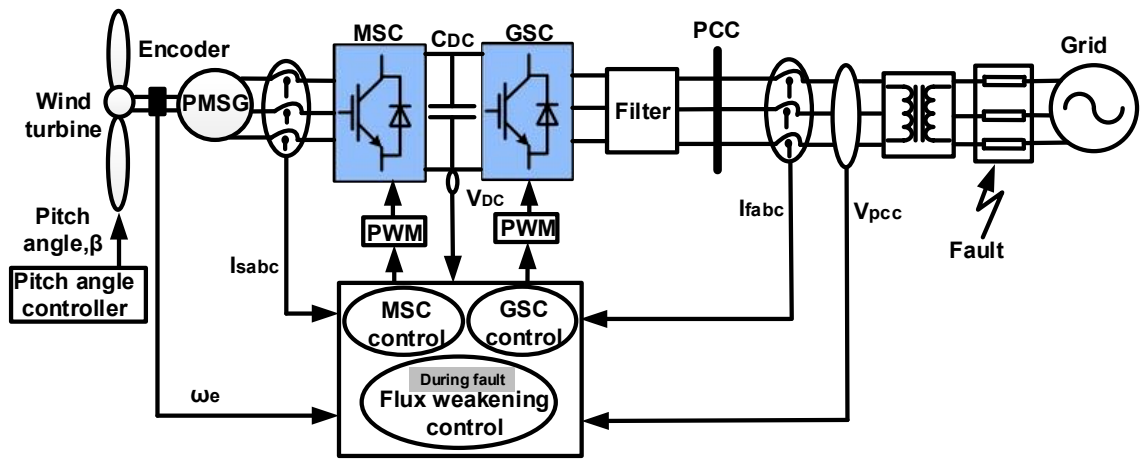 MSC
CDC
GSC
PCC
Grid
Encoder
Wind
turbine
PMSG
Filter
VDC
Ifabc
Vpcc
Fault
Pitch
angle,β
PWM
PWM
Isabc
Pitch angle
controller
MSC
control
GSC
control
During fault
Flux weakening
control
ωe